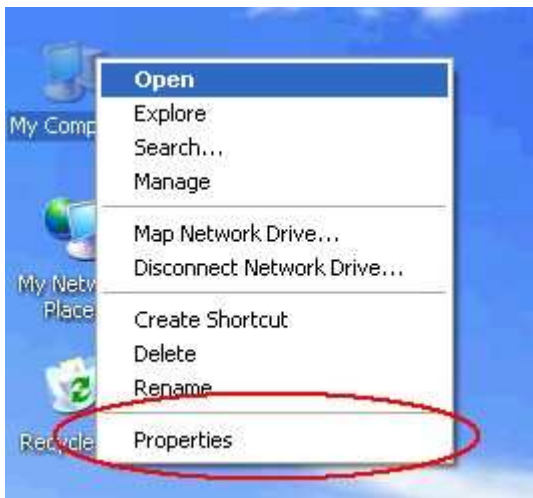 My Comp
Open
Explore
Search...
Manage
Map Network Drive...
Disconnect Network Drive...
My Netw
Place
Create Shortcut
Delete
Rename
Recycle
Properties